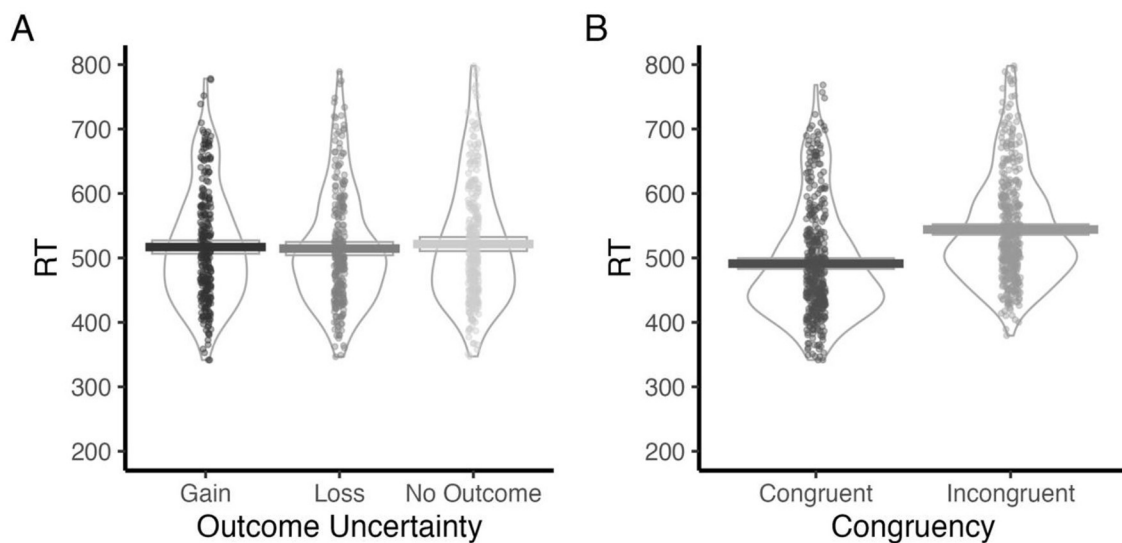 A
RT
800
700
600
500
400
300
200
Gain Loss No Outcome
Outcome Uncertainty
B
RT
800
700
600
500
400
300
200
Congruent Incongruent
Congruency